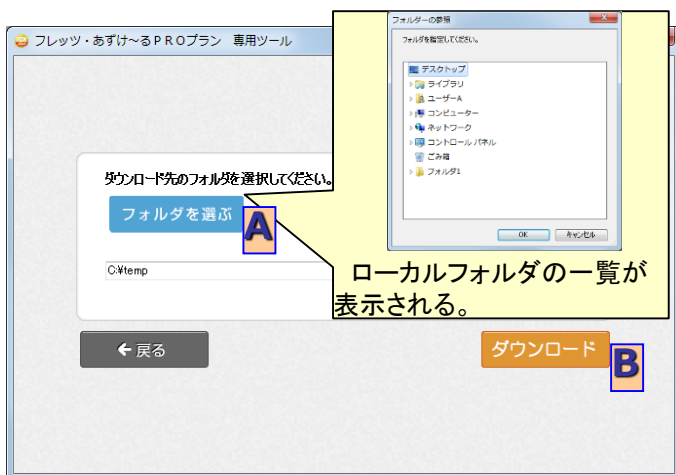 フレッツ・あずけ~るＰＲＯプラン 専用ツール
フォルダーの参照
フォルダを指定してください。
デスクトップ
ライブラリ
ユーザーA
コンピューター
ネットワーク
コントロール パネル
ごみ箱
フォルダ1
OK キャンセル
ダウンロード先のフォルダを選択してください。
フォルダを選ぶ
A
C:¥temp
ローカルフォルダの一覧が
表示される。
戻る
ダウンロード
B